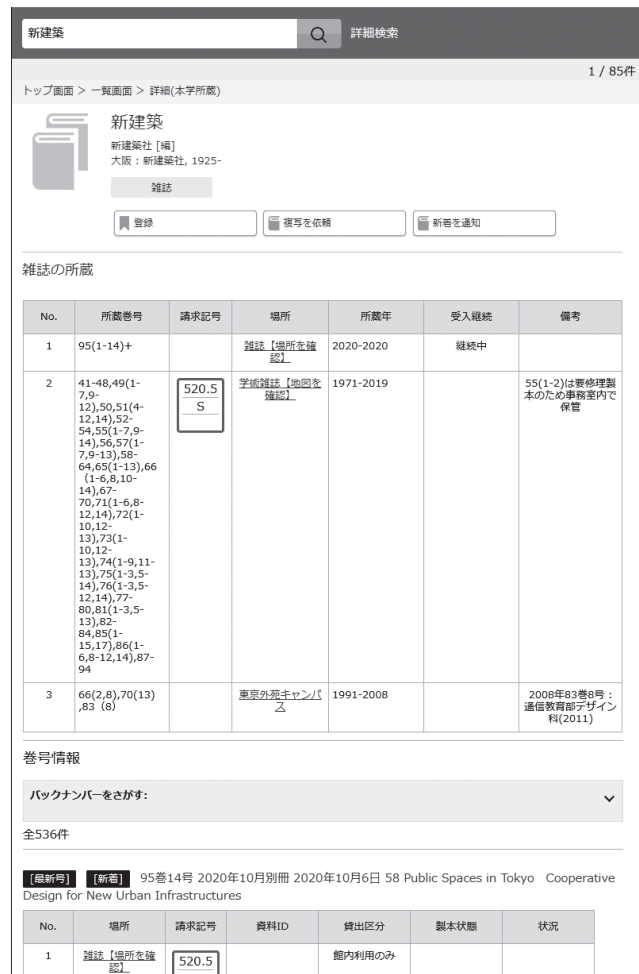 新建築
詳細検索
1 / 85件
トップ画面 > 一覧画面 > 詳細(本学所蔵)
新建築
新建築社 [編]
大阪 : 新建築社, 1925-
雑誌
登録
複写を依頼
新着を通知
雑誌の所蔵
No. 所蔵巻号 請求記号 場所 所蔵年 受入継続 備考
1 95(1-14)+ 雑誌【場所を確 2020-2020 継続中
認】
2 41-48,49(1- 520.5 学術雑誌【地図を 1971-2019 55(1-2)は要修理製
7,9- S 確認】 本のため事務室内で
12),50,51(4- 保管
12,14),52-
54,55(1-7,9-
14),56,57(1-
7,9-13),58-
64,65(1-13),66
(1-6,8,10-
14),67-
70,71(1-6,8-
12,14),72(1-
10,12-
13),73(1-
10,12-
13),74(1-9,11-
13),75(1-3,5-
14),76(1-3,5-
12,14),77-
80,81(1-3,5-
13),82-
84,85(1-
15,17),86(1-
6,8-12,14),87-
94
3 66(2,8),70(13) 東京外苑キャンパ 1991-2008 2008年83巻8号 :
,83（8） ス 通信教育部デザイン
科(2011)
巻号情報
バックナンバーをさがす:
全536件
[最新号] [新着] 95巻14号 2020年10月別冊 2020年10月6日 58 Public Spaces in Tokyo Cooperative
Design for New Urban Infrastructures
No. 場所 請求記号 資料ID 貸出区分 製本状態 状況
1 雑誌【場所を確 520.5 館内利用のみ
認】